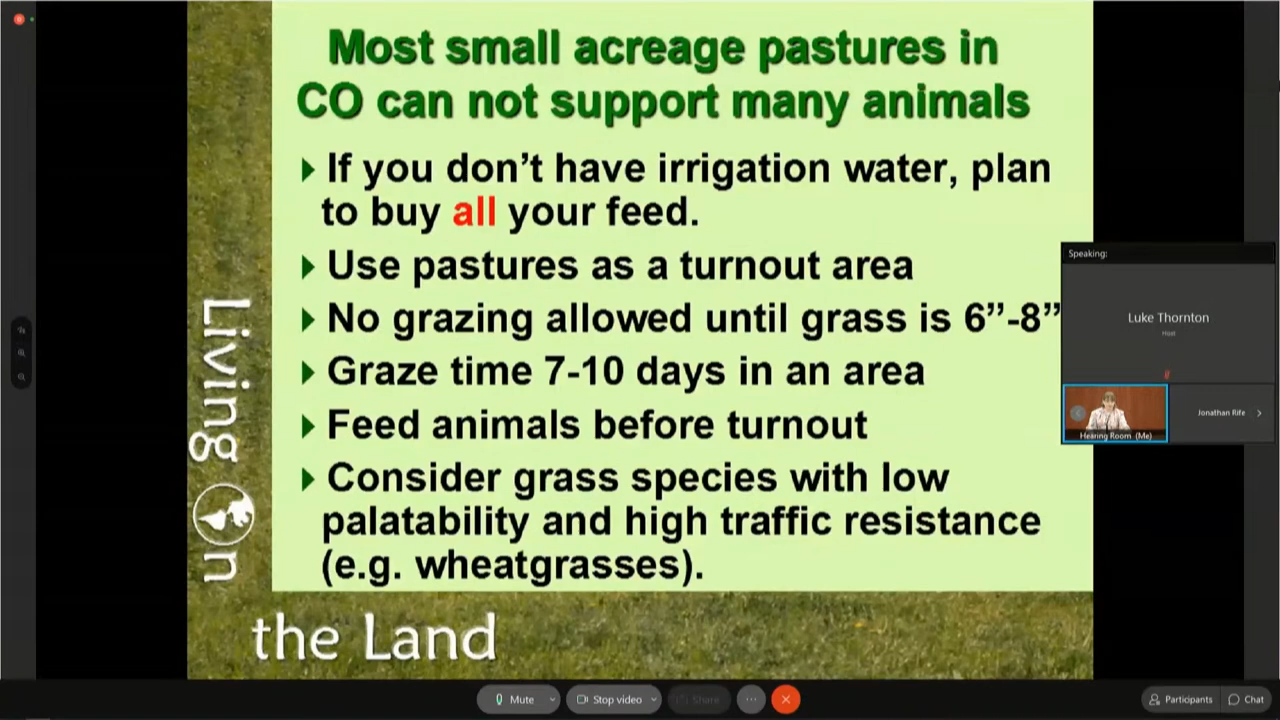 Most small acreage pastures in
CO can not support many animals
If you don't have irrigation water, plan
to buy all your feed.
Use pastures as a turnout area
No grazing allowed until grass is 6”-8”
Graze time 7-10 days in an area
Feed animals before turnout
Consider grass species with low
palatability and high traffic resistance
(e.g. wheatgrasses).
Living On
the Land
Speaking:
Luke Thornton
Host
Hearing Room (Me)
Jonathan Rife
Mute
Stop video
Share
Participants
Chat